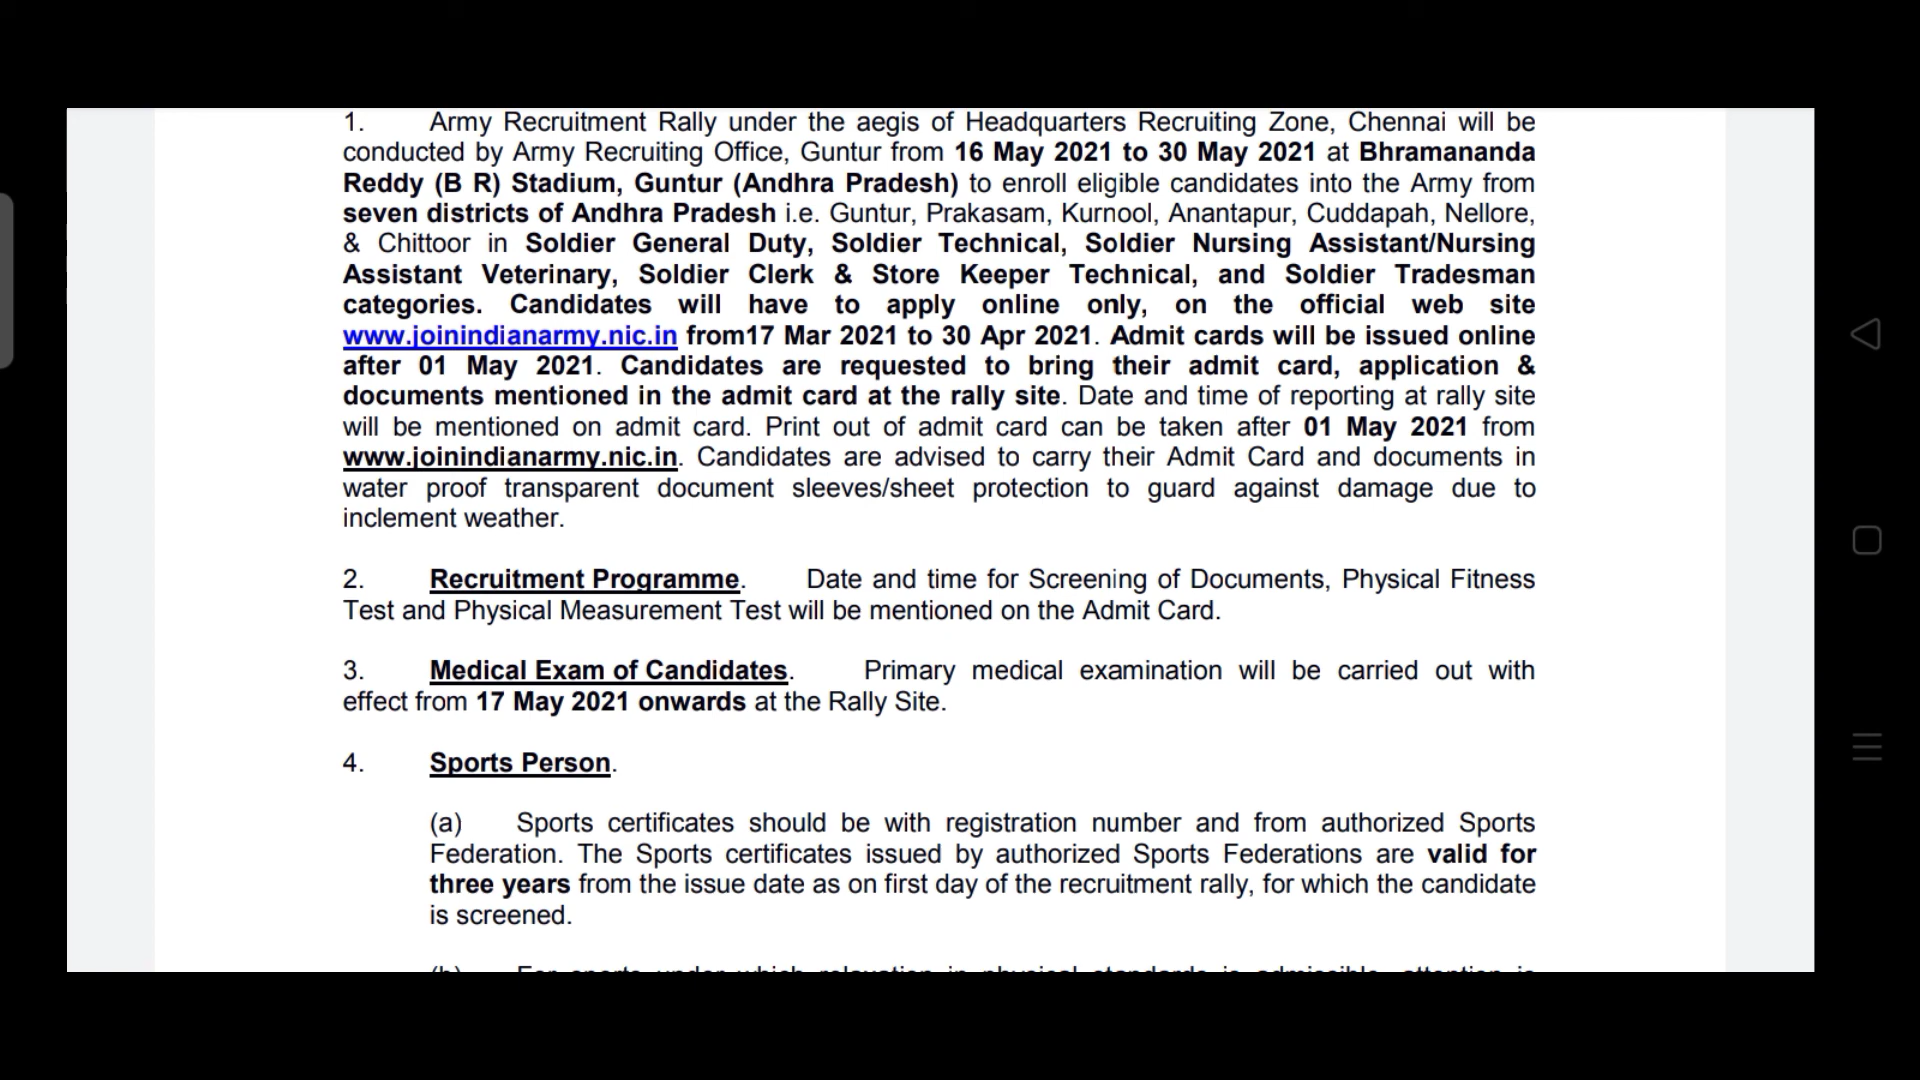 1. Army Recruitment Rally under the aegis of Headquarters Recruiting Zone, Chennai will be
conducted by Army Recruiting Office, Guntur from 16 May 2021 to 30 May 2021 at Bhramananda
Reddy (B R) Stadium, Guntur (Andhra Pradesh) to enroll eligible candidates into the Army from
seven districts of Andhra Pradesh i.e. Guntur, Prakasam, Kurnool, Anantapur, Cuddapah, Nellore,
& Chittoor in Soldier General Duty, Soldier Technical, Soldier Nursing Assistant/Nursing
Assistant Veterinary, Soldier Clerk & Store Keeper Technical, and Soldier Tradesman
categories. Candidates will have to apply online only, on the official web site
www.joinindianarmy.nic.in from17 Mar 2021 to 30 Apr 2021. Admit cards will be issued online
after 01 May 2021. Candidates are requested to bring their admit card, application &
documents mentioned in the admit card at the rally site. Date and time of reporting at rally site
will be mentioned on admit card. Print out of admit card can be taken after 01 May 2021 from
www.joinindianarmy.nic.in. Candidates are advised to carry their Admit Card and documents in
water proof transparent document sleeves/sheet protection to guard against damage due to
inclement weather.
2. Recruitment Programme. Date and time for Screening of Documents, Physical Fitness
Test and Physical Measurement Test will be mentioned on the Admit Card.
3. Medical Exam of Candidates. Primary medical examination will be carried out with
effect from 17 May 2021 onwards at the Rally Site.
4. Sports Person.
(a) Sports certificates should be with registration number and from authorized Sports
Federation. The Sports certificates issued by authorized Sports Federations are valid for
three years from the issue date as on first day of the recruitment rally, for which the candidate
is screened.
(b) For sports under which relaxation in physical standards is admissible, attention is